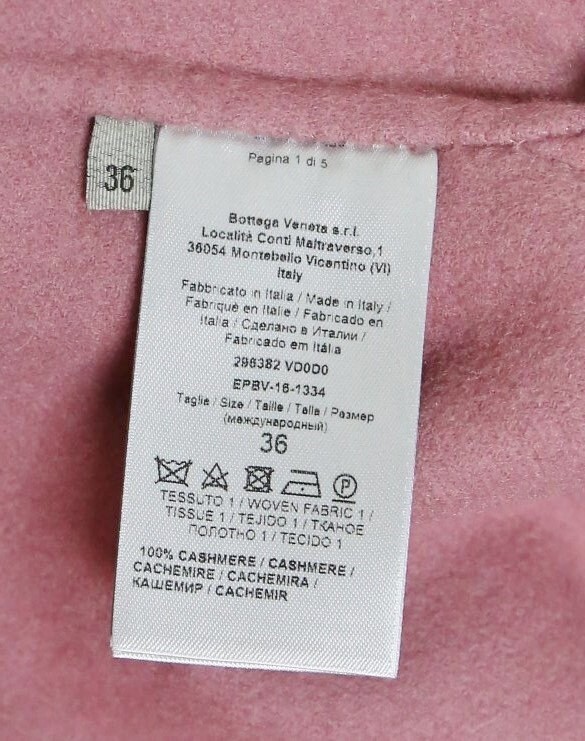 36
Pagina 1 di 5
Bottega Veneta s.r.l.
Località Conti Maltraverso,1
36054 Montebello Vicentino (VI)
Italy
Fabbricato in Italia / Made in Italy /
Fabriqué en Italie / Fabricado en
Italia / Сделано в Италии /
Fabricado em Itália
296382 VD0D0
EPBV-16-1334
Taglia / Size / Taille / Talla / Размер
(международный)
36
P
TESSUTO 1 / WOVEN FABRIC 1 /
TISSUE 1 / TEJIDO 1 / ТКАНОЕ
ПОЛОТНО 1 / TECIDO 1
100% CASHMERE / CASHMERE /
CACHEMIRE / CACHEMIRA /
КАШЕМИР / CACHEMIR